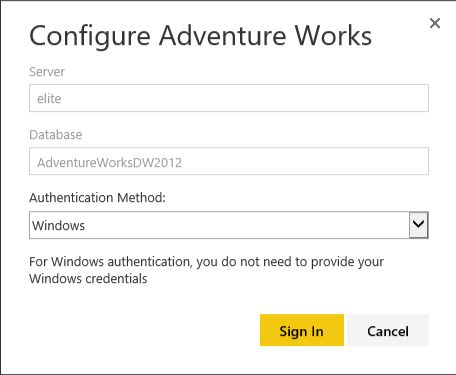 Configure Adventure Works
Server
elite
Database
AdventureWorksDW2012
Authentication Method:
Windows
For Windows authentication, you do not need to provide your
Windows credentials
Sign In
Cancel